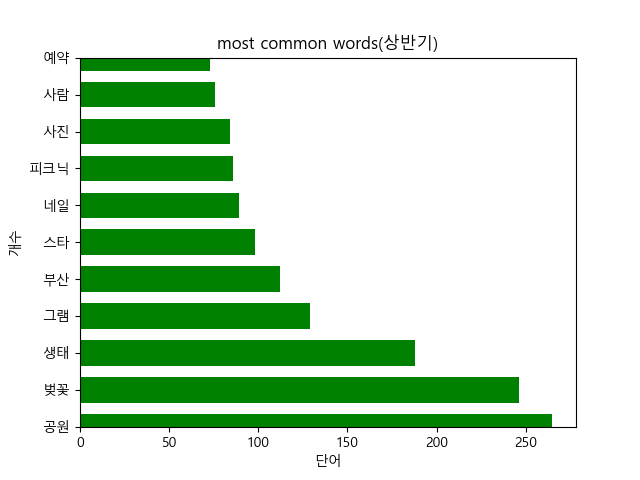 most common words(상반기)
예약
사람
사진
피크닉
네일
스타
부산
그램
생태
벚꽃
공원
개수
0 50 100 150 200 250
단어